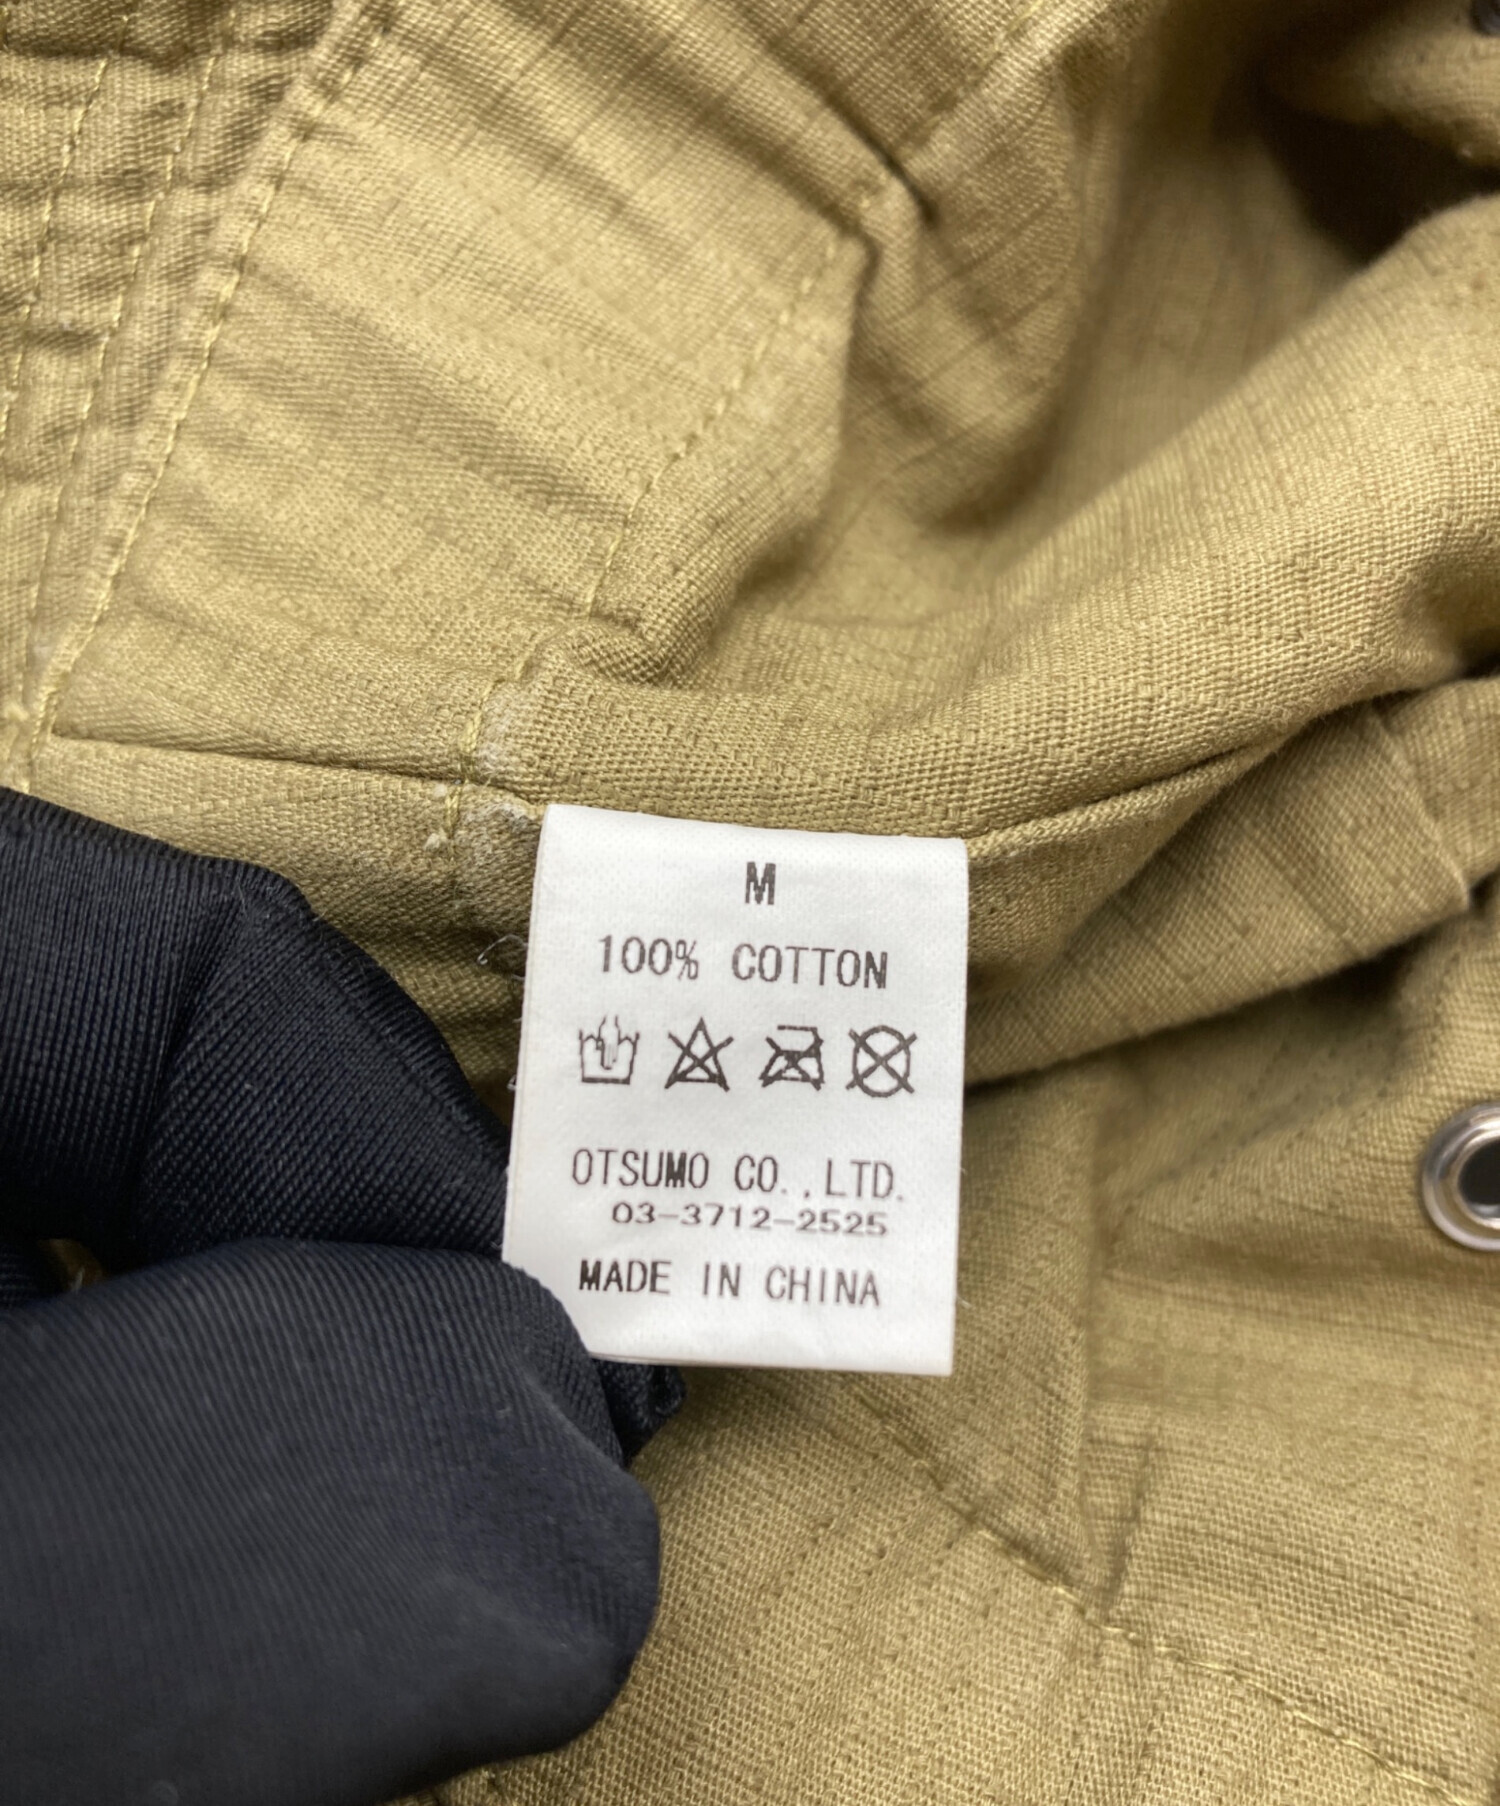 M
100% COTTON
OTSUMO CO.,LTD.
03-3712-2525
MADE IN CHINA